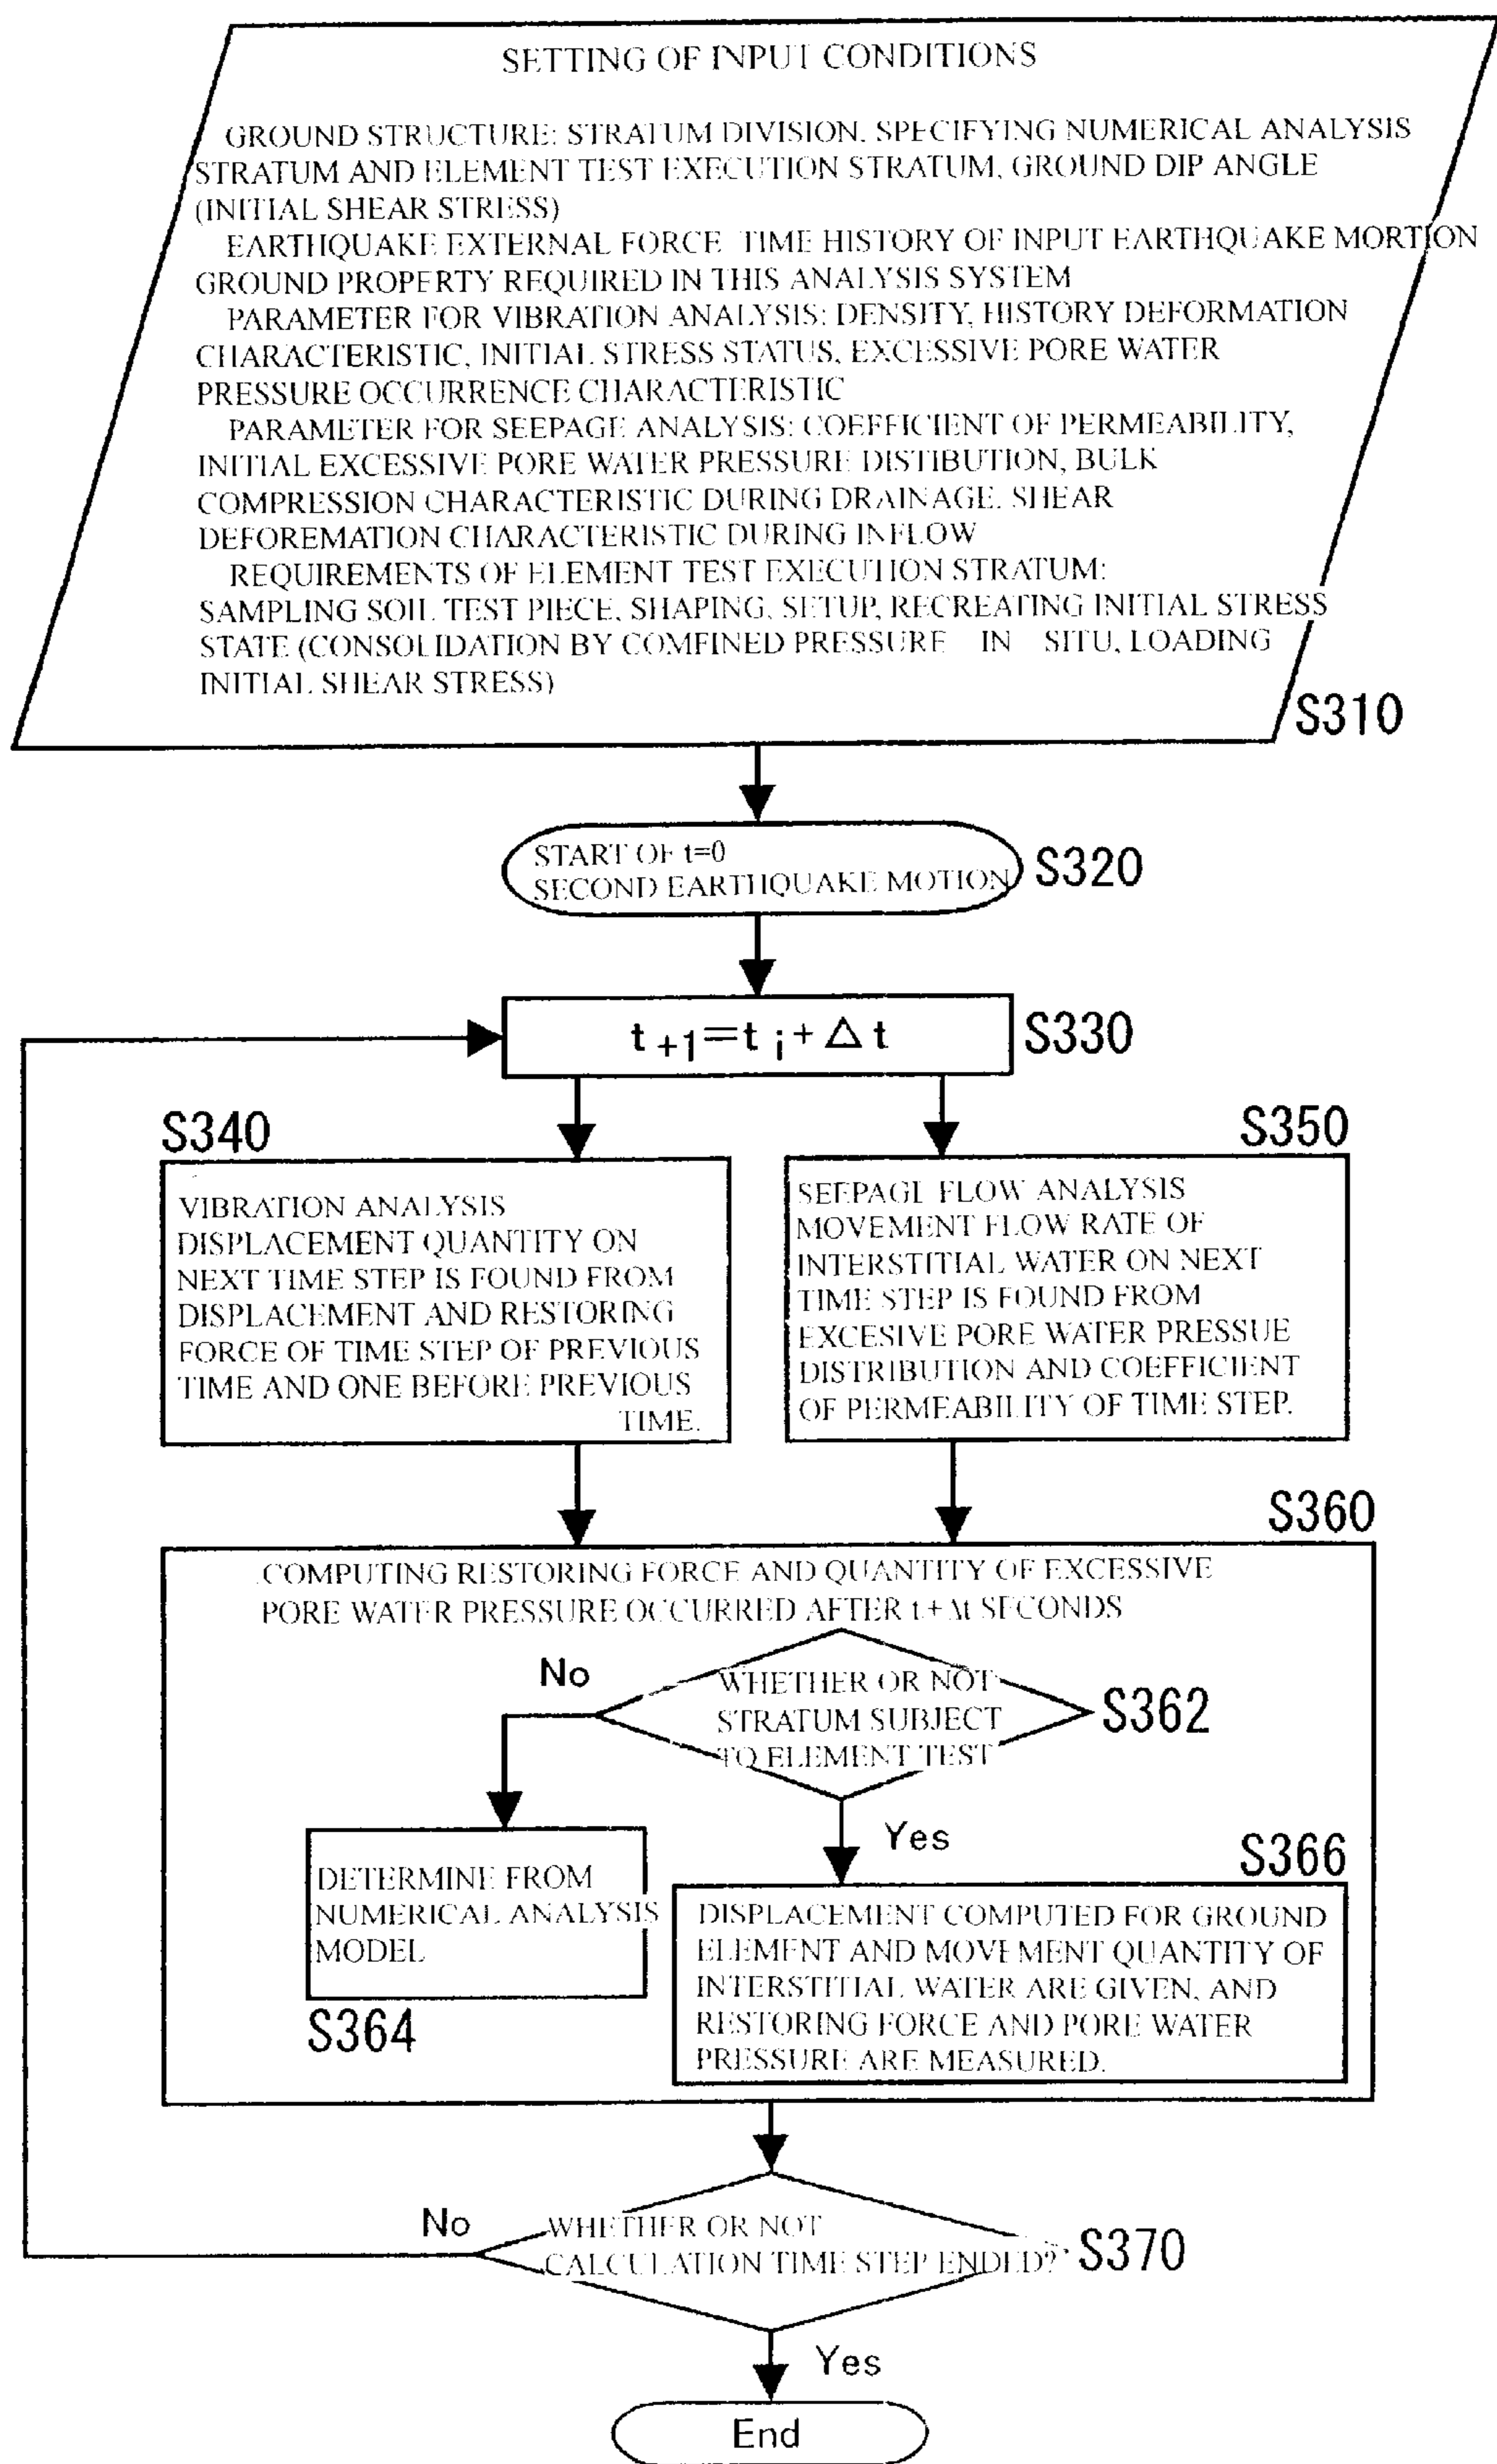 SETTING OF INPUT CONDITIONS
GROUND STRUCTURE: STRATUM DIVISION, SPECIFYING NUMERICAL ANALYSIS
STRATUM AND ELEMENT TEST EXECUTION STRATUM, GROUND DIP ANGLE
(INITIAL SHEAR STRESS)
EARTHQUAKE EXTERNAL FORCE TIME HISTORY OF INPUT EARTHQUAKE MORTION
GROUND PROPERTY REQUIRED IN THIS ANALYSIS SYSTEM
PARAMETER FOR VIBRATION ANALYSIS: DENSITY, HISTORY DEFORMATION
CHARACTERISTIC, INITIAL STRESS STATUS, EXCESSIVE PORE WATER
PRESSURE OCCURRENCE CHARACTERISTIC
PARAMETER FOR SEEPAGE ANALYSIS: COEFFICIENT OF PERMEABILITY,
INITIAL EXCESSIVE PORE WATER PRESSURE DISTIBUTION, BULK
COMPRESSION CHARACTERISTIC DURING DRAINAGE, SHEAR
DEFOREMATION CHARACTERISTIC DURING INFLOW
REQUIREMENTS OF ELEMENT TEST EXECUTION STRATUM:
SAMPLING SOIL TEST PIECE, SHAPING, SETUP, RECREATING INITIAL STRESS
STATE (CONSOLIDATION BY COMFINED PRESSURE IN SITU, LOADING
INITIAL SHEAR STRESS)
S310
START OF t=0
SECOND EARTHQUAKE MOTION
S320
t +1 = t i + Δ t
S330
S340
VIBRATION ANALYSIS
DISPLACEMENT QUANTITY ON
NEXT TIME STEP IS FOUND FROM
DISPLACEMENT AND RESTORING
FORCE OF TIME STEP OF PREVIOUS
TIME AND ONE BEFORE PREVIOUS
TIME.
S350
SEEPAGE FLOW ANALYSIS
MOVEMENT FLOW RATE OF
INTERSTITIAL WATER ON NEXT
TIME STEP IS FOUND FROM
EXCESIVE PORE WATER PRESSUE
DISTRIBUTION AND COEFFICIENT
OF PERMEABILITY OF TIME STEP.
S360
COMPUTING RESTORING FORCE AND QUANTITY OF EXCESSIVE
PORE WATER PRESSURE OCCURRED AFTER t + Δt SECONDS
No
WHETHER OR NOT
STRATUM SUBJECT
TO ELEMENT TEST
S362
Yes
DETERMINE FROM
NUMERICAL ANALYSIS
MODEL
S364
S366
DISPLACEMENT COMPUTED FOR GROUND
ELEMENT AND MOVEMENT QUANTITY OF
INTERSTITIAL WATER ARE GIVEN, AND
RESTORING FORCE AND PORE WATER
PRESSURE ARE MEASURED.
No
WHETHER OR NOT
CALCULATION TIME STEP ENDED?
S370
Yes
End